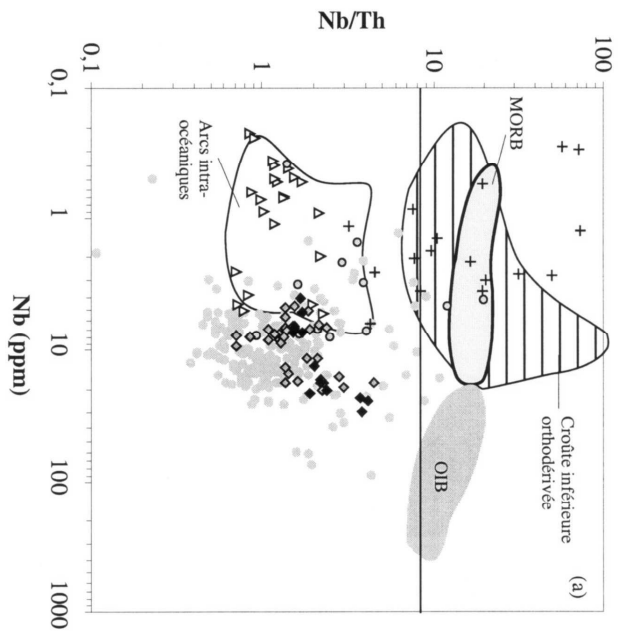 Nb/Th
0,1
1
10
100
0,1
1
10
100
1000
Nb (ppm)
MORB
Arcs intra-
océaniques
Croûte inférieure
orthodérivée
OIB
(a)